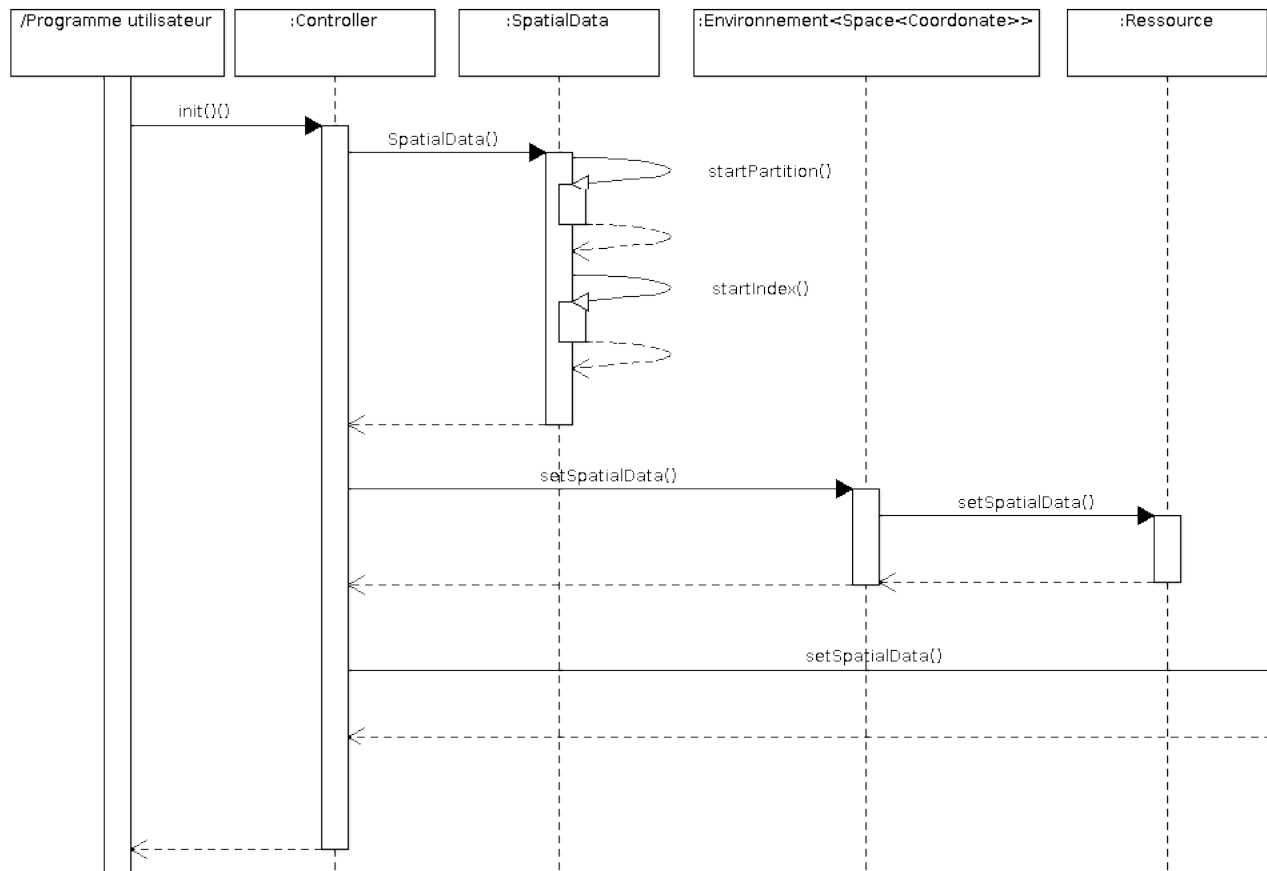 /Programme utilisateur
:Controller
:SpatialData
:Environnement<Space<Coordonate>>
:Ressource
init()()
SpatialData()
startPartition()
startIndex()
setSpatialData()
setSpatialData()
setSpatialData()